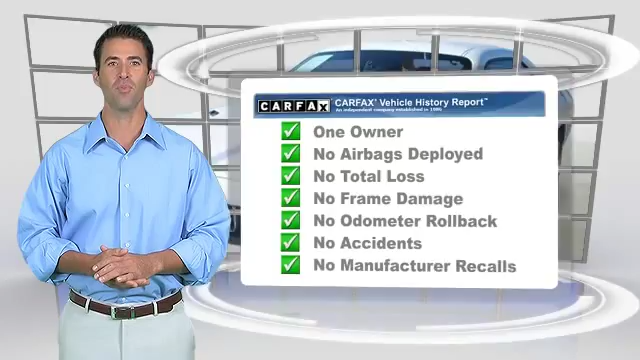 CARFAX CARFAX Vehicle History Report™
An independent company established in 1986
One Owner
No Airbags Deployed
No Total Loss
No Frame Damage
No Odometer Rollback
No Accidents
No Manufacturer Recalls